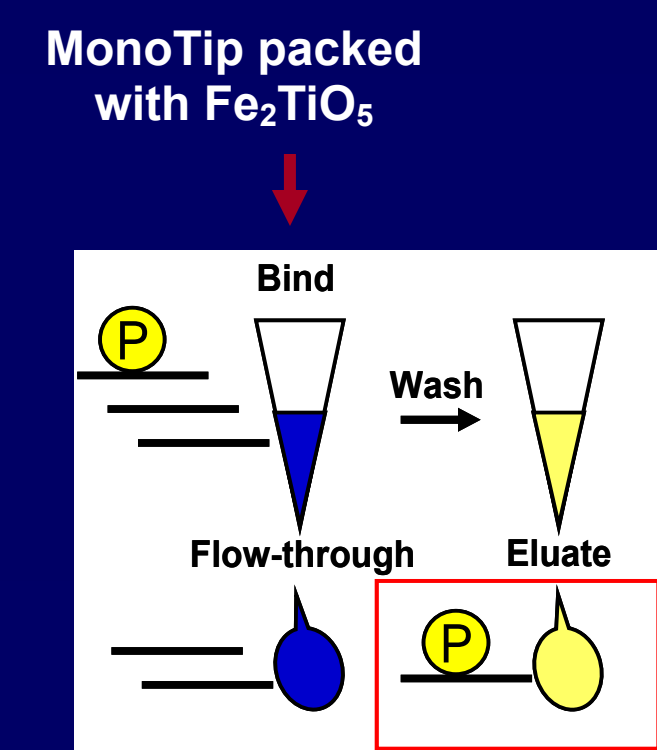 MonoTip packed
with Fe₂TiO₅
Bind
P
Wash
Flow-through
Eluate
P